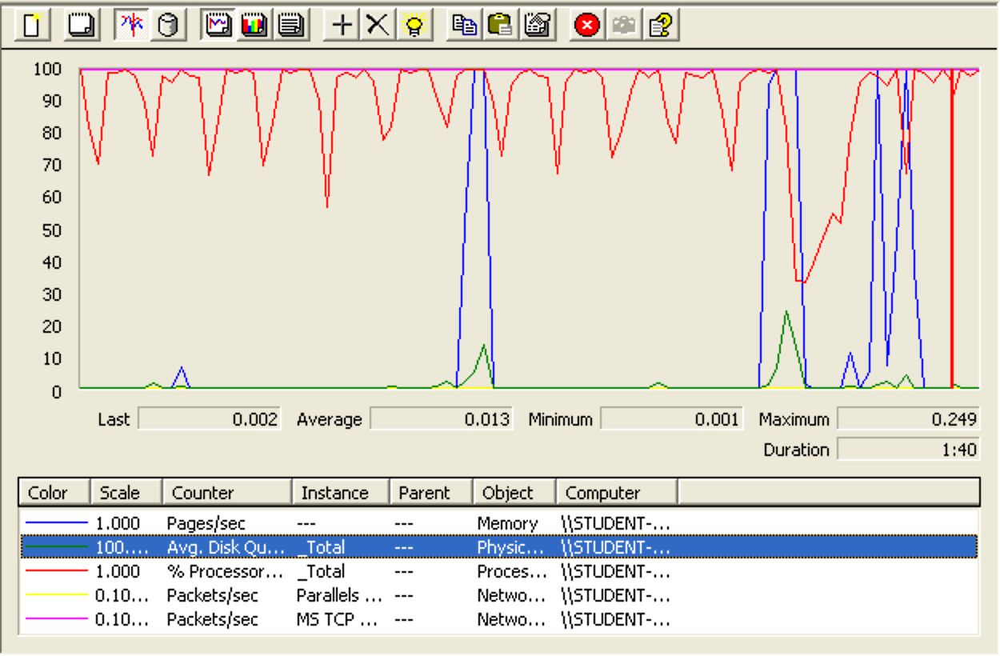 100
90
80
70
60
50
40
30
20
10
0
Last 0.002 Average 0.013 Minimum 0.001 Maximum 0.249
Duration 1:40
Color Scale Counter Instance Parent Object Computer
1.000 Pages/sec --- --- Memory \\STUDENT-...
100.... Avg. Disk Qu... _Total --- Physic... \\STUDENT-...
1.000 % Processor... _Total --- Proces... \\STUDENT-...
0.10... Packets/sec Parallels ... --- Netwo... \\STUDENT-...
0.10... Packets/sec MS TCP ... --- Netwo... \\STUDENT-...